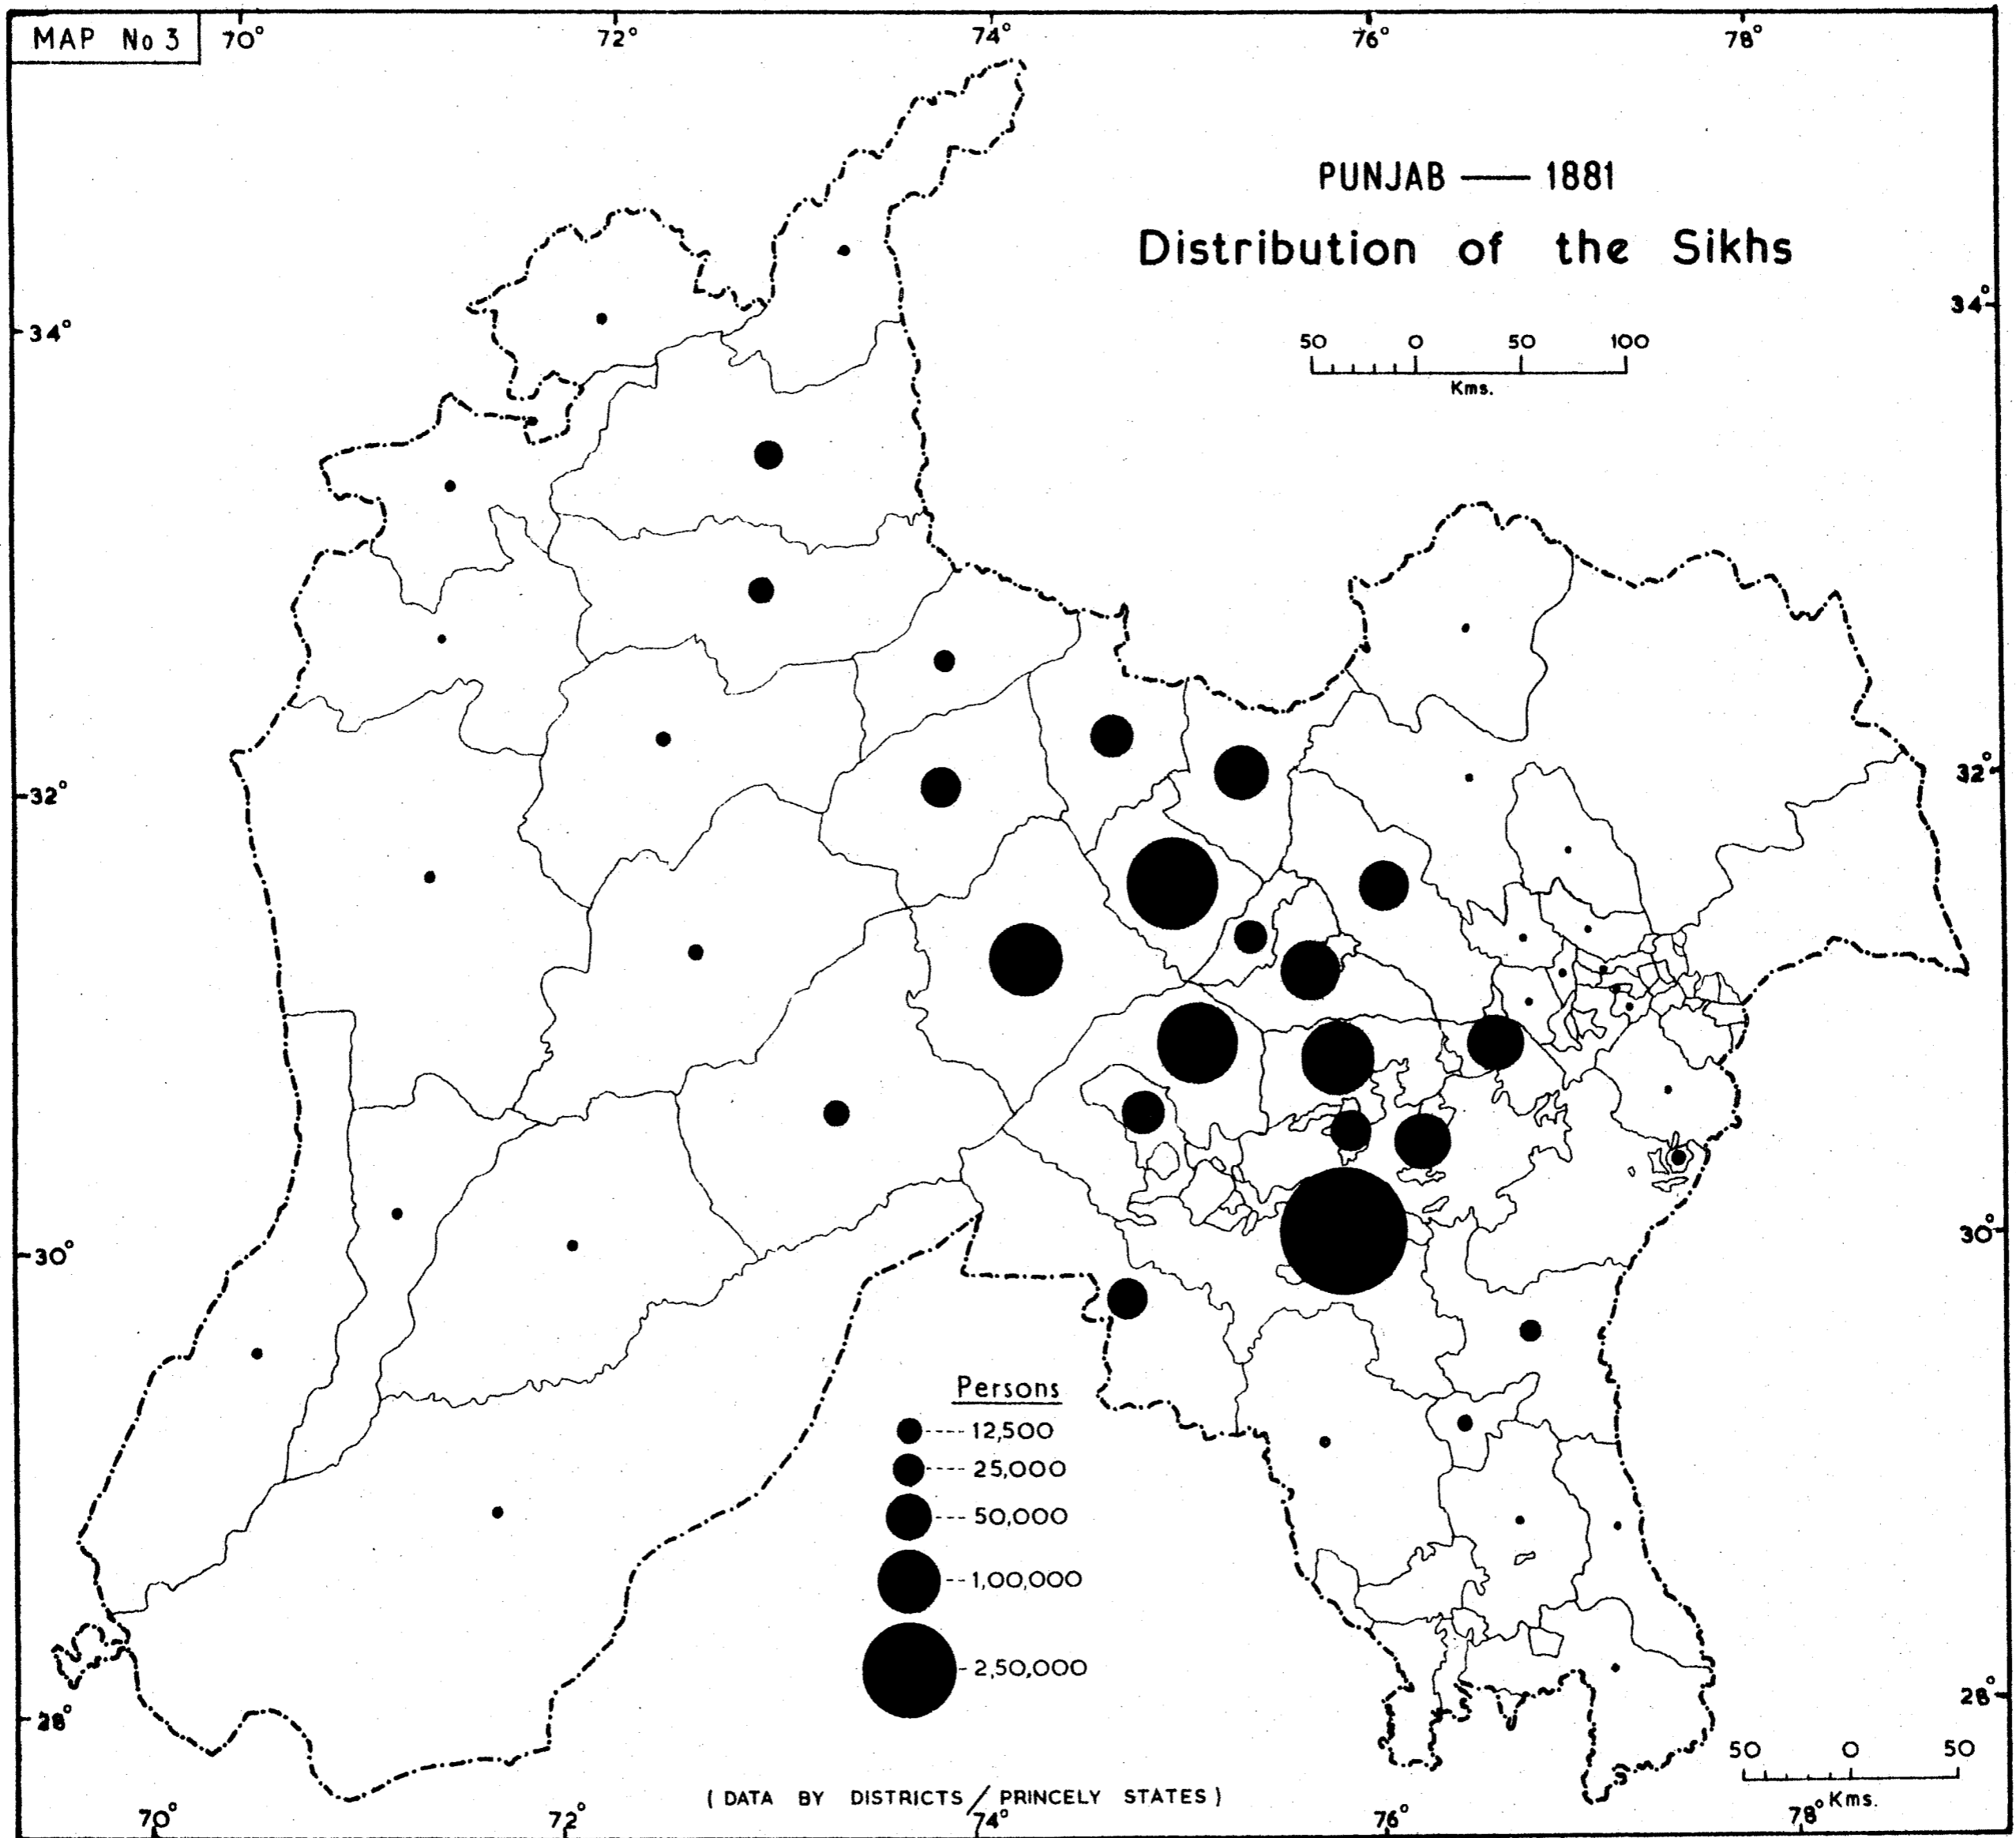 MAP No 3
70° 72° 74° 76° 78°
PUNJAB — 1881
Distribution of the Sikhs
34° 34°
50 0 50 100
Kms.
32° 32°
30° 30°
Persons
12,500
25,000
50,000
1,00,000
2,50,000
28° 28°
50 0 50
Kms.
( DATA BY DISTRICTS / PRINCELY STATES )
70° 72° 74° 76° 78°